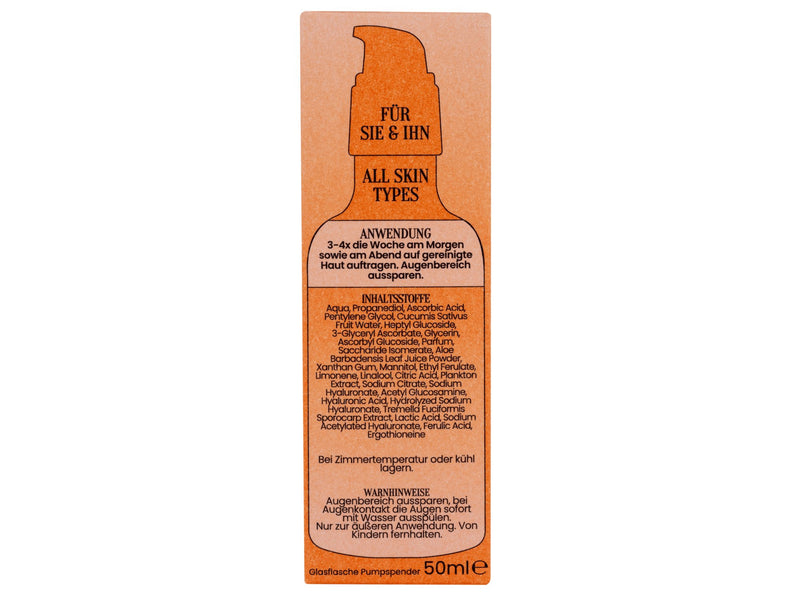 FÜR
SIE & IHN
ALL SKIN
TYPES
ANWENDUNG
3-4x die Woche am Morgen
sowie am Abend auf gereinigte
Haut auftragen. Augenbereich
aussparen.
INHALTSSTOFFE
Aqua, Propanediol, Ascorbic Acid,
Pentylene Glycol, Cucumis Sativus
Fruit Water, Heptyl Glucoside,
3-Glyceryl Ascorbate, Glycerin,
Ascorbyl Glucoside, Parfum,
Saccharide Isomerate, Aloe
Barbadensis Leaf Juice Powder,
Xanthan Gum, Mannitol, Ethyl Ferulate,
Limonene, Linalool, Citric Acid, Plankton
Extract, Sodium Citrate, Sodium
Hyaluronate, Acetyl Glucosamine,
Hyaluronic Acid, Hydrolyzed Sodium
Hyaluronate, Tremella Fuciformis
Sporocarp Extract, Lactic Acid, Sodium
Acetylated Hyaluronate, Ferulic Acid,
Ergothioneine
Bei Zimmertemperatur oder kühl
lagern.
WARNHINWEISE
Augenbereich aussparen, bei
Augenkontakt die Augen sofort
mit Wasser ausspülen.
Nur zur äußeren Anwendung. Von
Kindern fernhalten.
Glasflasche Pumpspender 50ml ℮